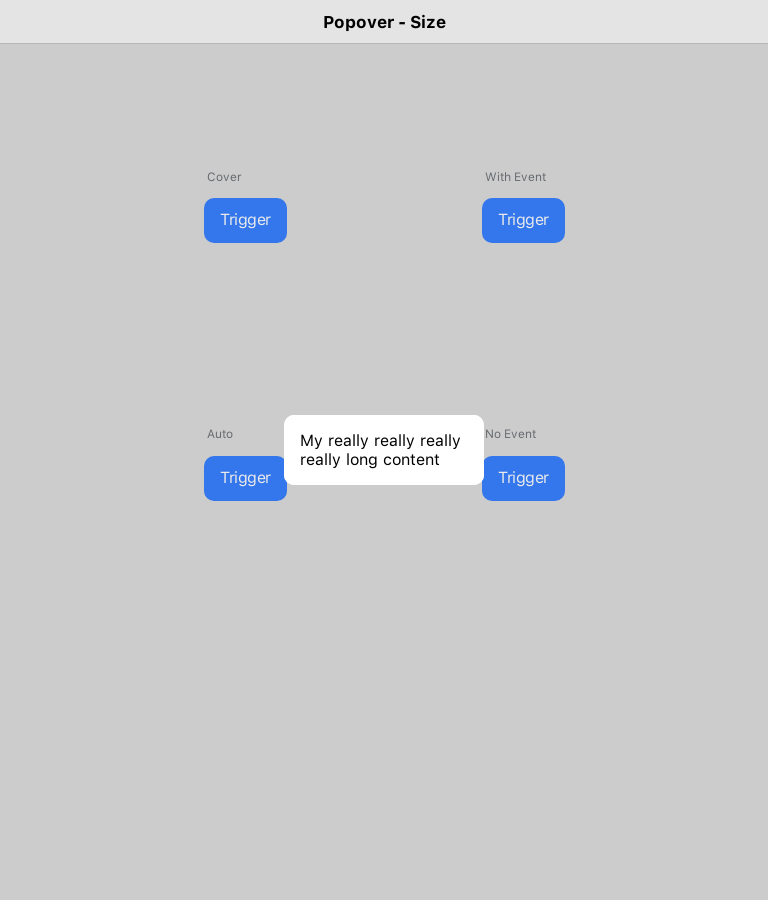 Popover - Size
Cover
With Event
Trigger
Trigger
Auto
No Event
My really really really
really long content
Trigger
Trigger